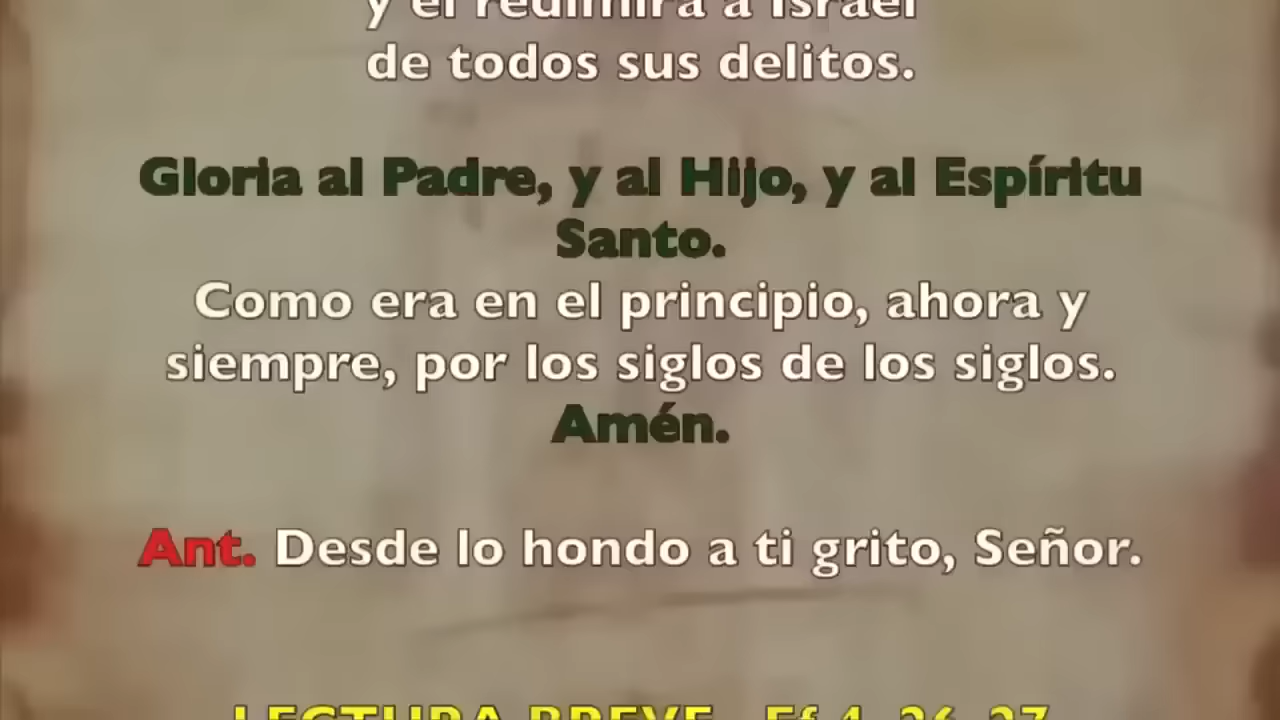 y él redimirá a Israel
de todos sus delitos.
Gloria al Padre, y al Hijo, y al Espíritu
Santo.
Como era en el principio, ahora y
siempre, por los siglos de los siglos.
Amén.
Ant. Desde lo hondo a ti grito, Señor.
LECTURA BREVE Ef 4, 26-27